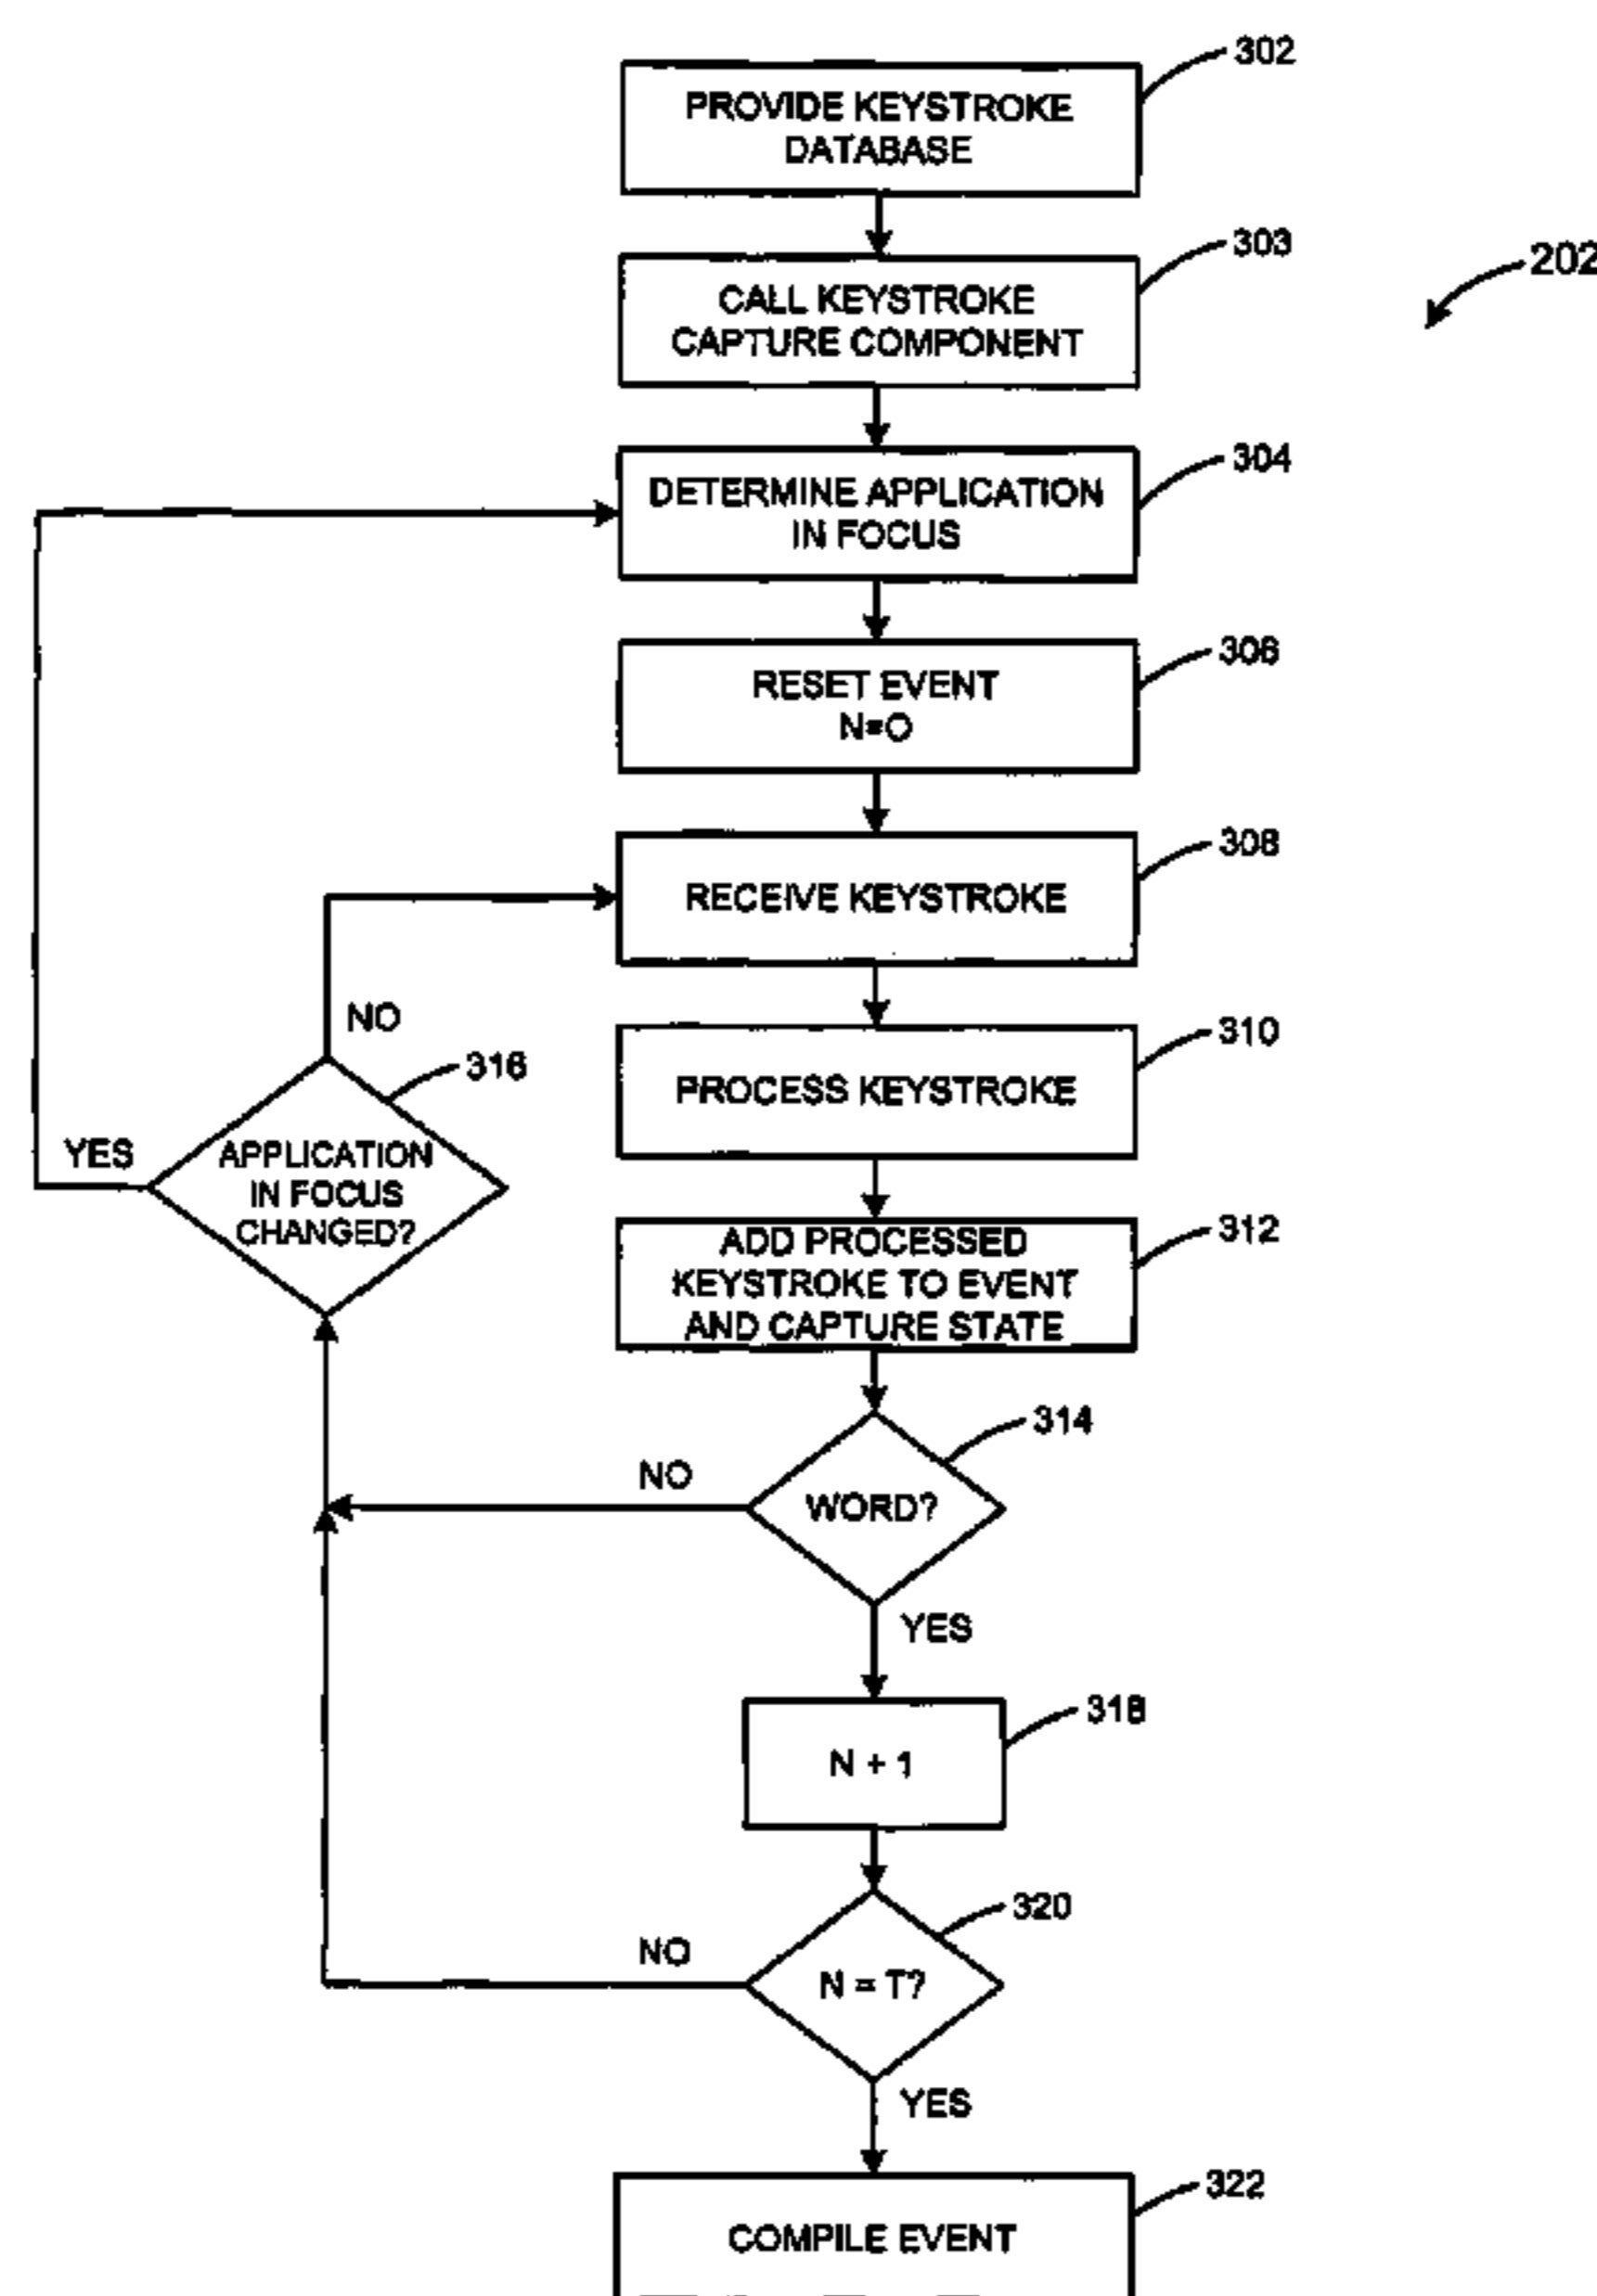 302
PROVIDE KEYSTROKE
DATABASE
303
CALL KEYSTROKE
CAPTURE COMPONENT
202
304
DETERMINE APPLICATION
IN FOCUS
306
RESET EVENT
N=O
308
RECEIVE KEYSTROKE
NO
310
PROCESS KEYSTROKE
316
YES
APPLICATION
IN FOCUS
CHANGED?
312
ADD PROCESSED
KEYSTROKE TO EVENT
AND CAPTURE STATE
314
NO
WORD?
YES
318
N + 1
320
NO
N = T?
YES
322
COMPILE EVENT